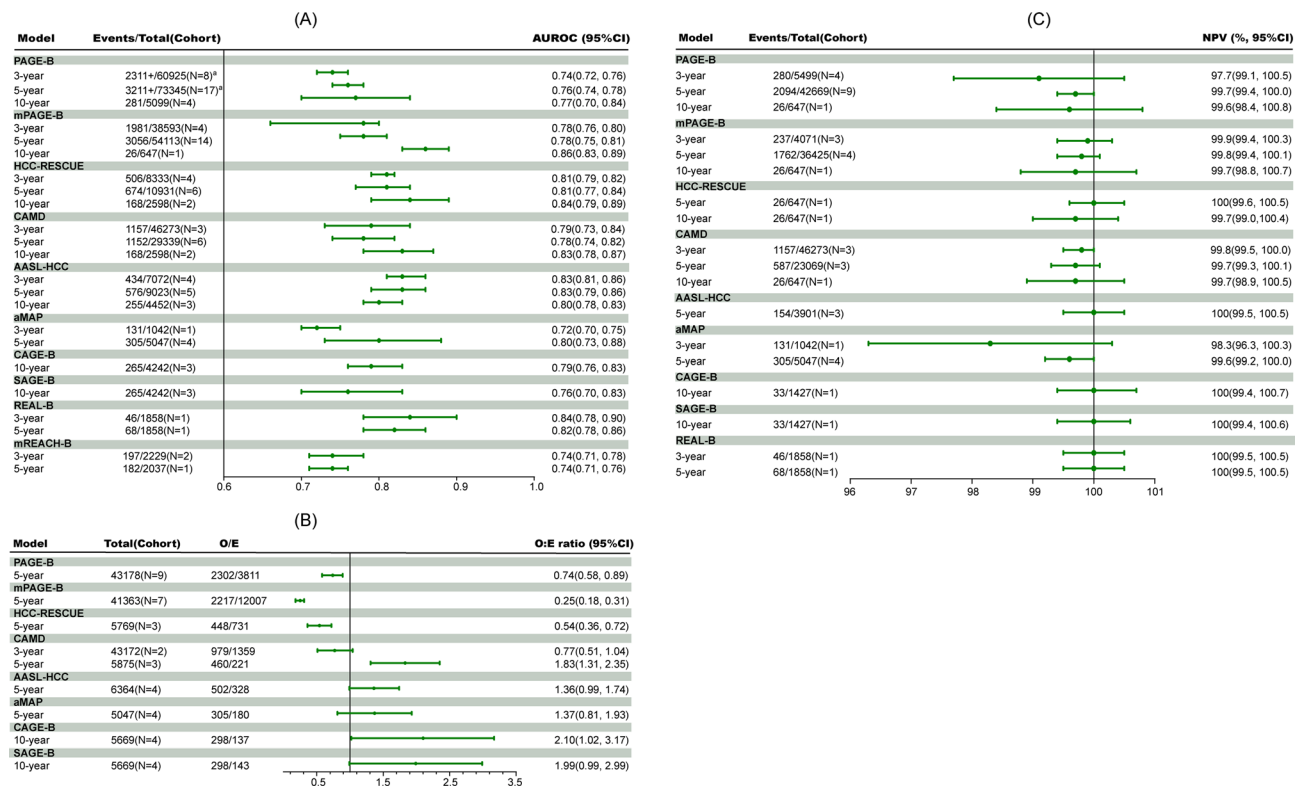 (A)
Model Events/Total(Cohort) AUROC (95%CI)
PAGE-B
3-year 2311+/60925(N=8)ᵃ 0.74(0.72, 0.76)
5-year 3211+/73345(N=17)ᵃ 0.76(0.74, 0.78)
10-year 281/5099(N=4) 0.77(0.70, 0.84)
mPAGE-B
3-year 1981/38593(N=4) 0.78(0.76, 0.80)
5-year 3056/54113(N=14) 0.78(0.75, 0.81)
10-year 26/647(N=1) 0.86(0.83, 0.89)
HCC-RESCUE
3-year 506/8333(N=4) 0.81(0.79, 0.82)
5-year 674/10931(N=6) 0.81(0.77, 0.84)
10-year 168/2598(N=2) 0.84(0.79, 0.89)
CAMD
3-year 1157/46273(N=3) 0.79(0.73, 0.84)
5-year 1152/29339(N=6) 0.78(0.74, 0.82)
10-year 168/2598(N=2) 0.83(0.78, 0.87)
AASL-HCC
3-year 434/7072(N=4) 0.83(0.81, 0.86)
5-year 576/9023(N=5) 0.83(0.79, 0.86)
10-year 255/4452(N=3) 0.80(0.78, 0.83)
aMAP
3-year 131/1042(N=1) 0.72(0.70, 0.75)
5-year 305/5047(N=4) 0.80(0.73, 0.88)
CAGE-B
10-year 265/4242(N=3) 0.79(0.76, 0.83)
SAGE-B
10-year 265/4242(N=3) 0.76(0.70, 0.83)
REAL-B
3-year 46/1858(N=1) 0.84(0.78, 0.90)
5-year 68/1858(N=1) 0.82(0.78, 0.86)
mREACH-B
3-year 197/2229(N=2) 0.74(0.71, 0.78)
5-year 182/2037(N=1) 0.74(0.71, 0.76)
0.6 0.7 0.8 0.9 1.0
(B)
Model Total(Cohort) O/E O:E ratio (95%CI)
PAGE-B
5-year 43178(N=9) 2302/3811 0.74(0.58, 0.89)
mPAGE-B
5-year 41363(N=7) 2217/12007 0.25(0.18, 0.31)
HCC-RESCUE
5-year 5769(N=3) 448/731 0.54(0.36, 0.72)
CAMD
3-year 43172(N=2) 979/1359 0.77(0.51, 1.04)
5-year 5875(N=3) 460/221 1.83(1.31, 2.35)
AASL-HCC
5-year 6364(N=4) 502/328 1.36(0.99, 1.74)
aMAP
5-year 5047(N=4) 305/180 1.37(0.81, 1.93)
CAGE-B
10-year 5669(N=4) 298/137 2.10(1.02, 3.17)
SAGE-B
10-year 5669(N=4) 298/143 1.99(0.99, 2.99)
0.5 1.5 2.5 3.5
(C)
Model Events/Total(Cohort) NPV (%, 95%CI)
PAGE-B
3-year 280/5499(N=4) 97.7(99.1, 100.5)
5-year 2094/42669(N=9) 99.7(99.4, 100.0)
10-year 26/647(N=1) 99.6(98.4, 100.8)
mPAGE-B
3-year 237/4071(N=3) 99.9(99.4, 100.3)
5-year 1762/36425(N=4) 99.8(99.4, 100.1)
10-year 26/647(N=1) 99.7(98.8, 100.7)
HCC-RESCUE
5-year 26/647(N=1) 100(99.6, 100.5)
10-year 26/647(N=1) 99.7(99.0, 100.4)
CAMD
3-year 1157/46273(N=3) 99.8(99.5, 100.0)
5-year 587/23069(N=3) 99.7(99.3, 100.1)
10-year 26/647(N=1) 99.7(98.9, 100.5)
AASL-HCC
5-year 154/3901(N=3) 100(99.5, 100.5)
aMAP
3-year 131/1042(N=1) 98.3(96.3, 100.3)
5-year 305/5047(N=4) 99.6(99.2, 100.0)
CAGE-B
10-year 33/1427(N=1) 100(99.4, 100.7)
SAGE-B
10-year 33/1427(N=1) 100(99.4, 100.6)
REAL-B
3-year 46/1858(N=1) 100(99.5, 100.5)
5-year 68/1858(N=1) 100(99.5, 100.5)
96 97 98 99 100 101